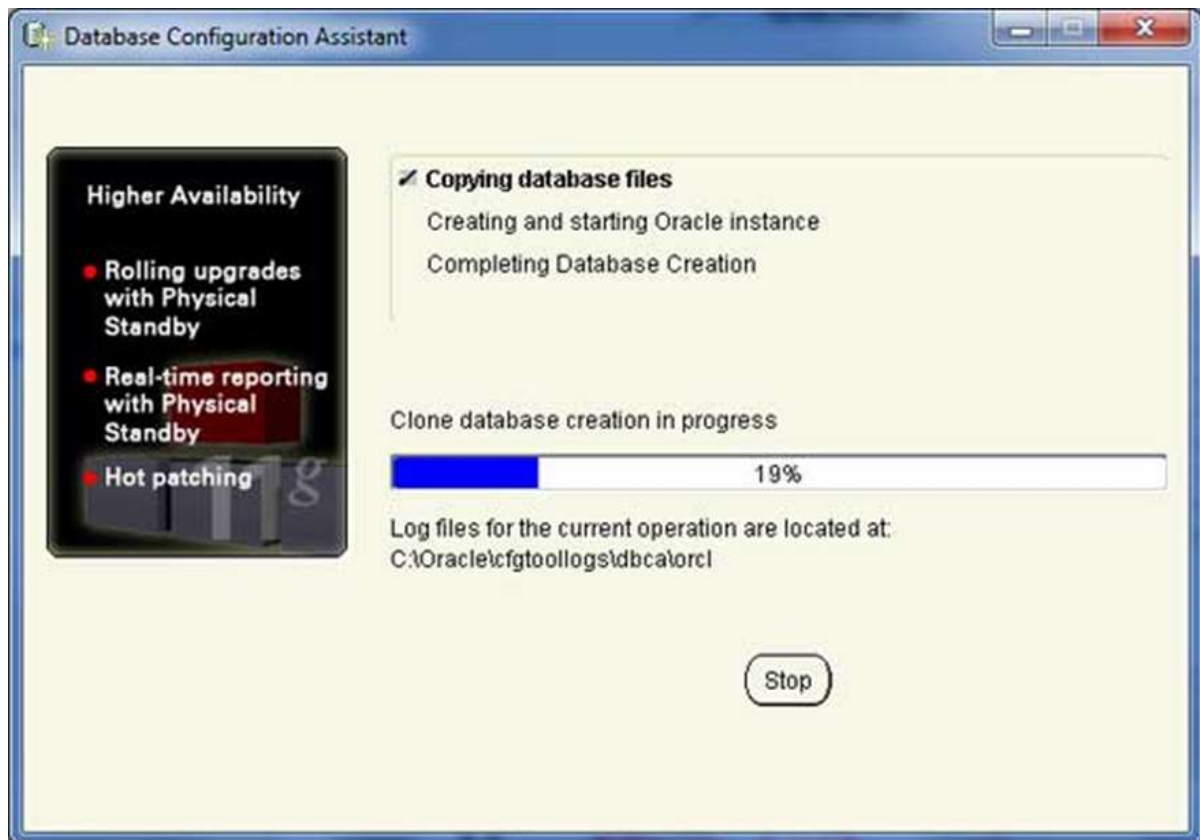 Database Configuration Assistant
Higher Availability
Rolling upgrades
with Physical
Standby
Real-time reporting
with Physical
Standby
Hot patching
11g
Copying database files
Creating and starting Oracle instance
Completing Database Creation
Clone database creation in progress
19%
Log files for the current operation are located at:
C:\Oracle\cfgtoollogs\dbca\orcl
Stop